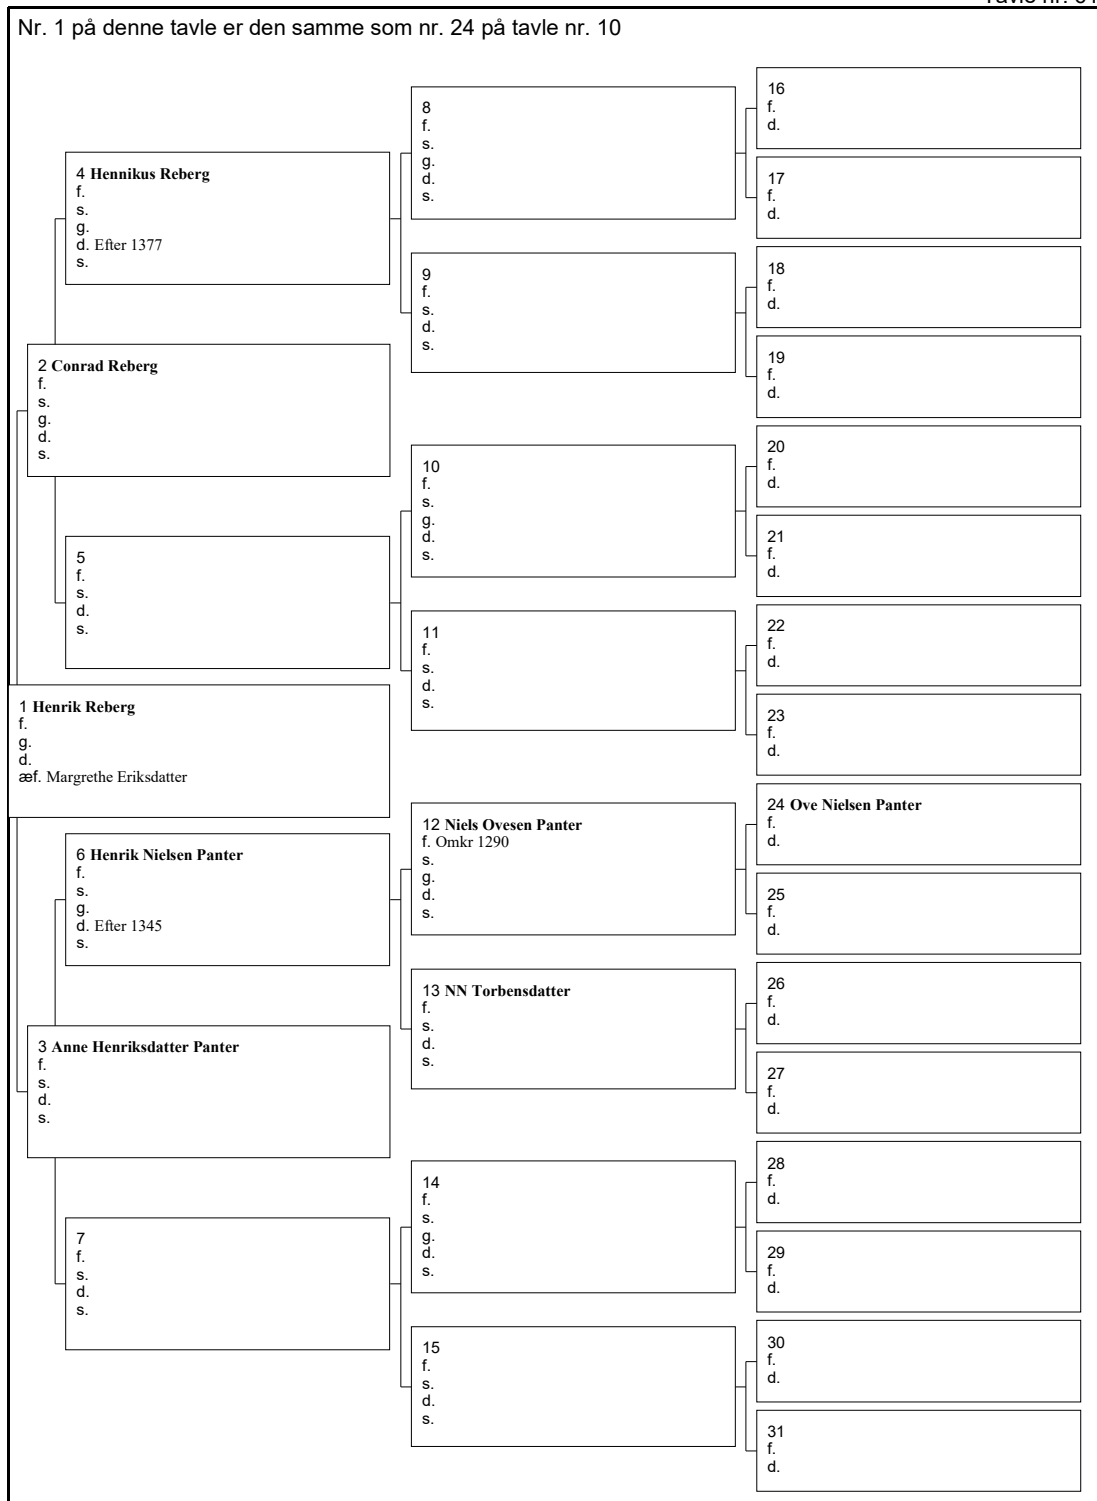 Nr. 1 på denne tavle er den samme som nr. 24 på tavle nr. 10
16
f.
d.
8
f.
s.
g.
d.
s.
4 Hennikus Reberg
f.
s.
g.
d. Efter 1377
s.
17
f.
d.
18
f.
d.
9
f.
s.
d.
s.
19
f.
d.
2 Conrad Reberg
f.
s.
g.
d.
s.
20
f.
d.
10
f.
s.
g.
d.
s.
21
f.
d.
5
f.
s.
d.
s.
22
f.
d.
11
f.
s.
d.
s.
23
f.
d.
1 Henrik Reberg
f.
g.
d.
æf. Margrethe Eriksdatter
24 Ove Nielsen Panter
f.
d.
12 Niels Ovesen Panter
f. Omkr 1290
s.
g.
d.
s.
6 Henrik Nielsen Panter
f.
s.
g.
d. Efter 1345
s.
25
f.
d.
26
f.
d.
13 NN Torbensdatter
f.
s.
d.
s.
27
f.
d.
3 Anne Henriksdatter Panter
f.
s.
d.
s.
28
f.
d.
14
f.
s.
g.
d.
s.
29
f.
d.
7
f.
s.
d.
s.
30
f.
d.
15
f.
s.
d.
s.
31
f.
d.